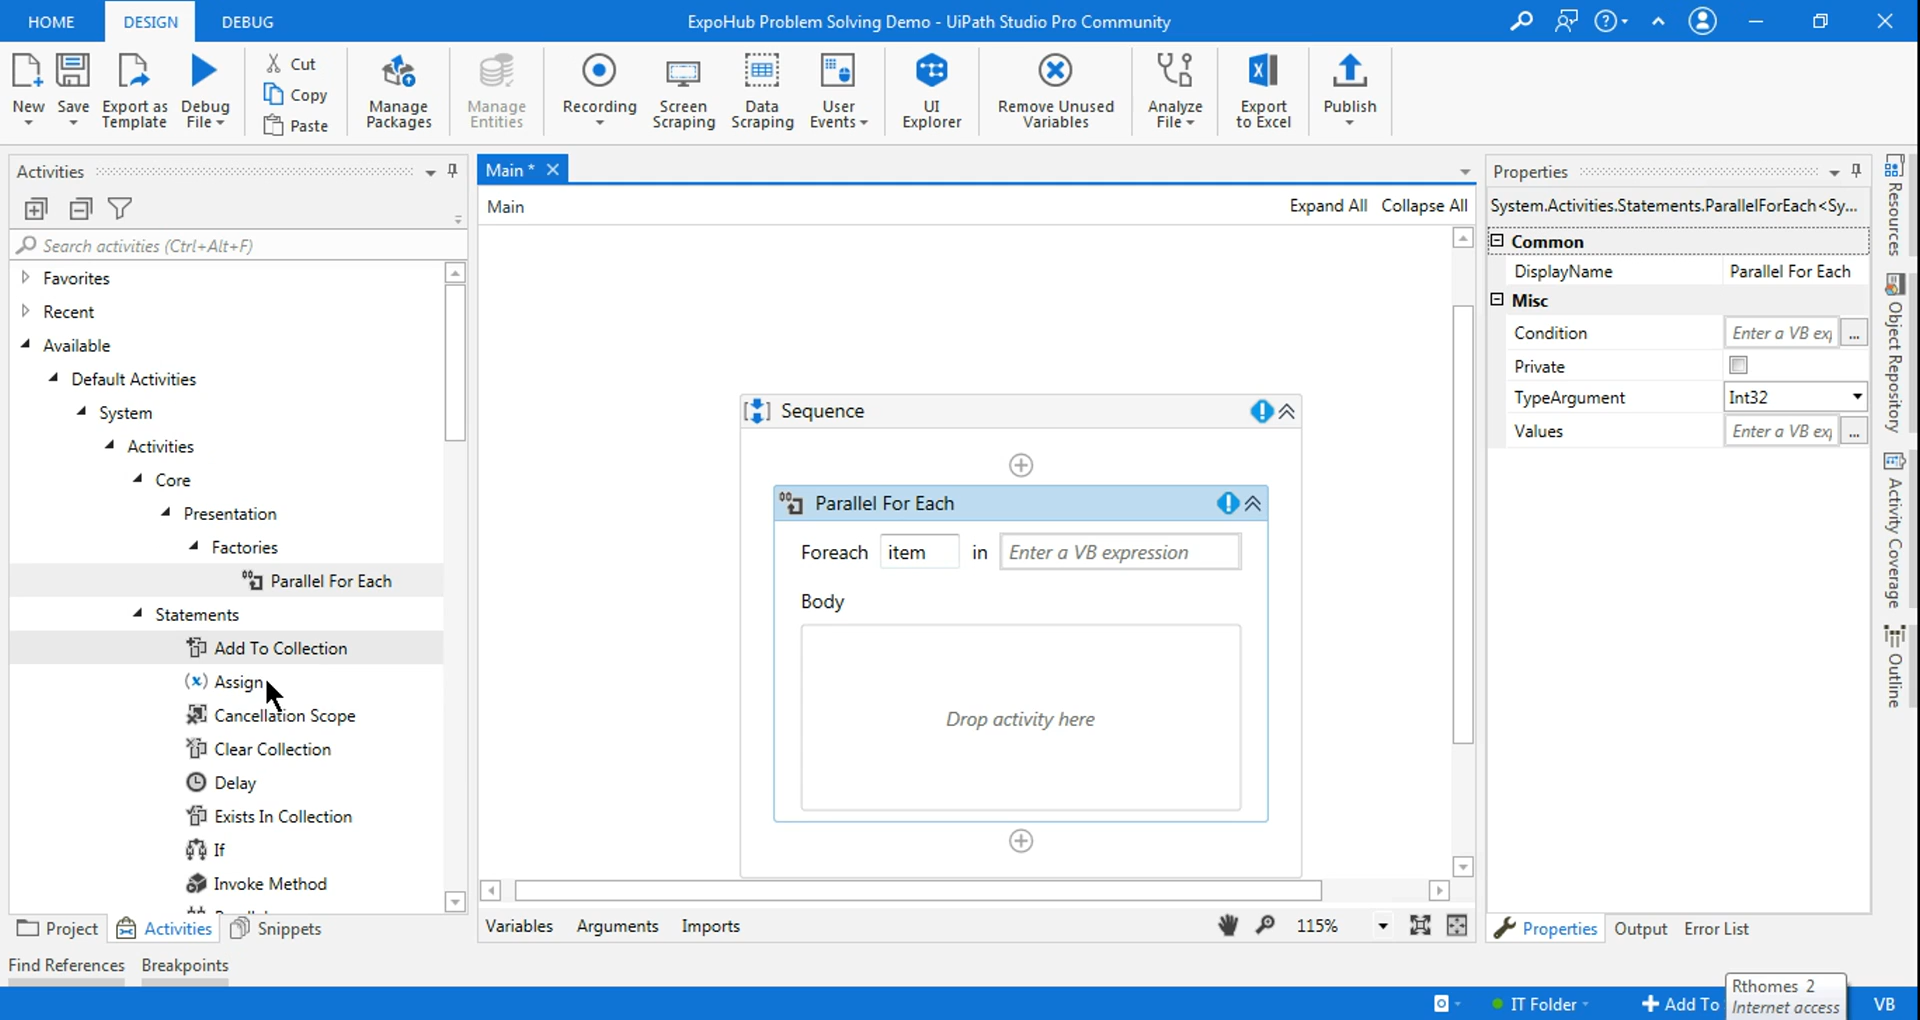 HOME DESIGN DEBUG ExpoHub Problem Solving Demo - UiPath Studio Pro Community
New Save Export as Template Debug File Cut Copy Paste Manage Packages Manage Entities Recording Screen Scraping Data Scraping User Events UI Explorer Remove Unused Variables Analyze File Export to Excel Publish
Activities
Search activities (Ctrl+Alt+F)
Favorites
Recent
Available
Default Activities
System
Activities
Core
Presentation
Factories
Parallel For Each
Statements
Add To Collection
Assign
Cancellation Scope
Clear Collection
Delay
Exists In Collection
If
Invoke Method
Project Activities Snippets
Main *
Main Expand All Collapse All
Sequence
Parallel For Each
Foreach item in Enter a VB expression
Body
Drop activity here
Variables Arguments Imports 115%
Properties
System.Activities.Statements.ParallelForEach<Sy...
Common
DisplayName Parallel For Each
Misc
Condition Enter a VB exp ...
Private
TypeArgument Int32
Values Enter a VB exp ...
Properties Output Error List
Resources
Object Repository
Activity Coverage
Outline
Find References Breakpoints
IT Folder Add To VB
Rthomes 2
Internet access